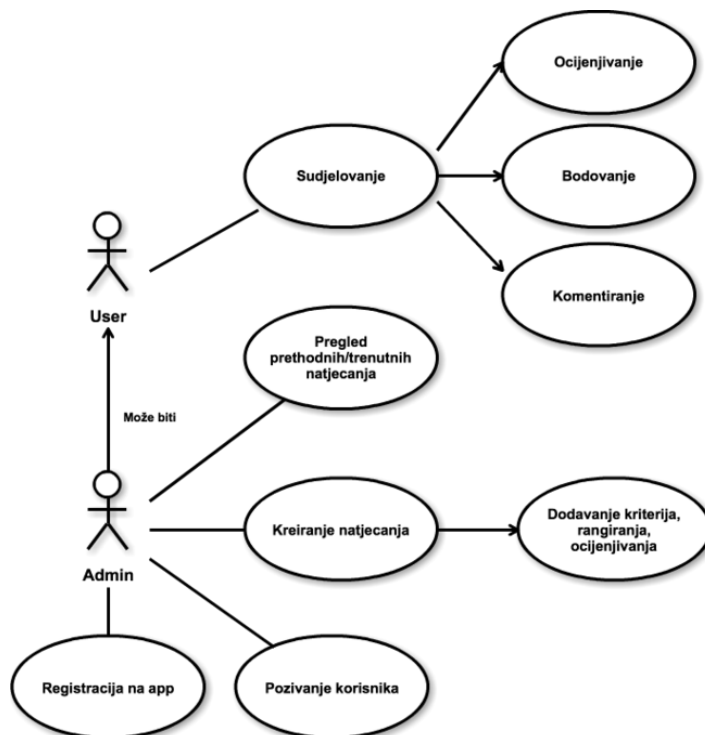 Ocijenjivanje
Sudjelovanje
Bodovanje
Komentiranje
User
Pregled
prethodnih/trenutnih
natjecanja
Može biti
Kreiranje natjecanja
Dodavanje kriterija,
rangiranja,
ocijenjivanja
Admin
Registracija na app
Pozivanje korisnika